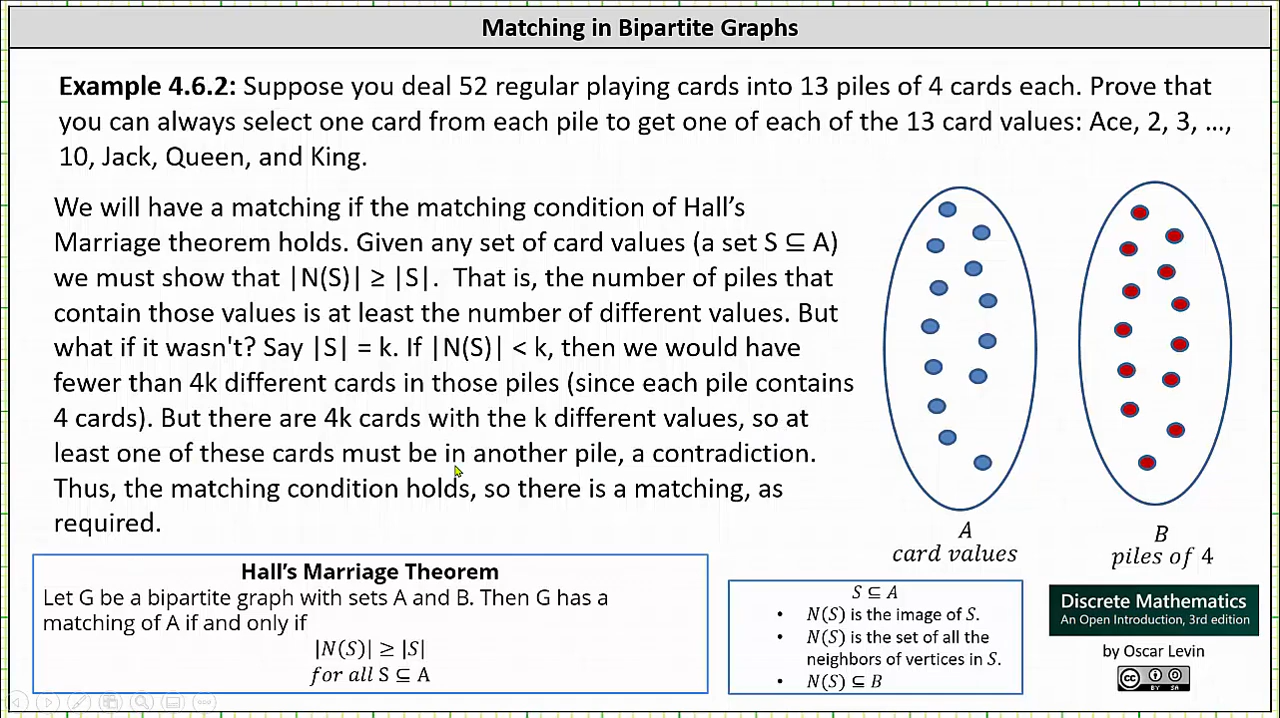 Matching in Bipartite Graphs
Example 4.6.2: Suppose you deal 52 regular playing cards into 13 piles of 4 cards each. Prove that
you can always select one card from each pile to get one of each of the 13 card values: Ace, 2, 3, …,
10, Jack, Queen, and King.
We will have a matching if the matching condition of Hall’s
Marriage theorem holds. Given any set of card values (a set S ⊆ A)
we must show that |N(S)| ≥ |S|.  That is, the number of piles that
contain those values is at least the number of different values. But
what if it wasn't? Say |S| = k. If |N(S)| < k, then we would have
fewer than 4k different cards in those piles (since each pile contains
4 cards). But there are 4k cards with the k different values, so at
least one of these cards must be in another pile, a contradiction.
Thus, the matching condition holds, so there is a matching, as
required.
A
card values
B
piles of 4
Hall’s Marriage Theorem
Let G be a bipartite graph with sets A and B. Then G has a
matching of A if and only if
|N(S)| ≥ |S|
for all S ⊆ A
S ⊆ A
• N(S) is the image of S.
• N(S) is the set of all the
neighbors of vertices in S.
• N(S) ⊆ B
Discrete Mathematics
An Open Introduction, 3rd edition
by Oscar Levin
CC
BY SA